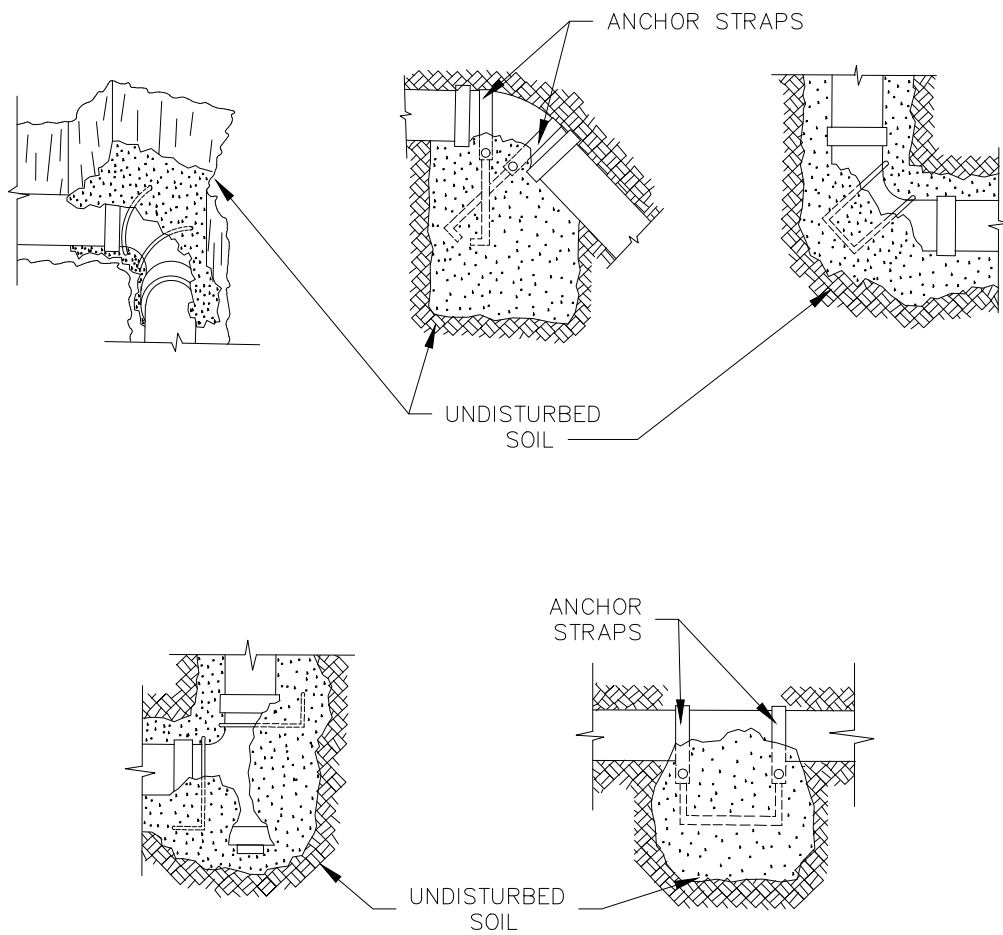 ANCHOR STRAPS
UNDISTURBED
SOIL
ANCHOR
STRAPS
UNDISTURBED
SOIL